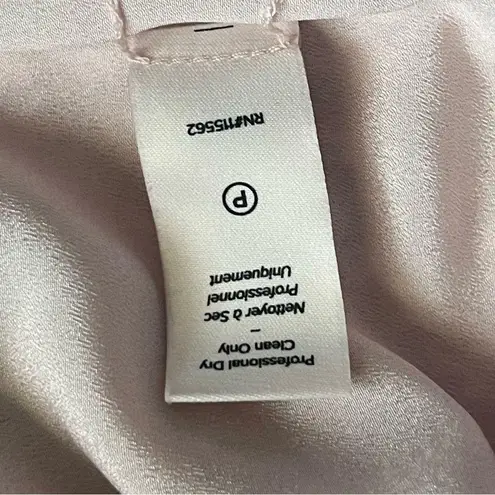 Professional Dry
Clean Only
–
Nettoyer à Sec
Professionnel
Uniquement
P
RN#115562